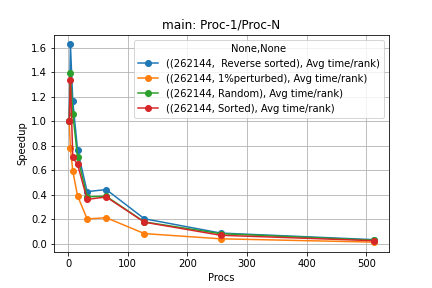 main: Proc-1/Proc-N
None,None
((262144,  Reverse sorted), Avg time/rank)
((262144, 1%perturbed), Avg time/rank)
((262144, Random), Avg time/rank)
((262144, Sorted), Avg time/rank)
Speedup
1.6
1.4
1.2
1.0
0.8
0.6
0.4
0.2
0.0
0 100 200 300 400 500
Procs